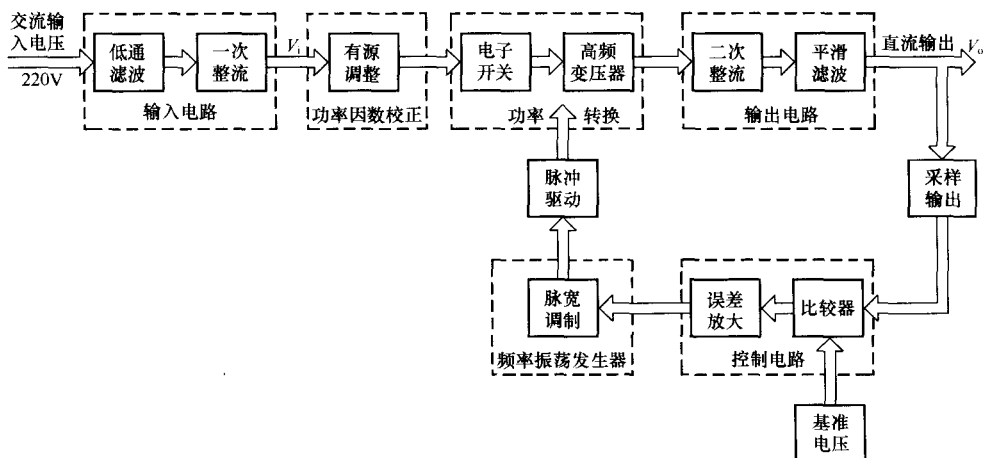 交流输
入电压
220V
低通
滤波
一次
整流
输入电路
Vi
有源
调整
功率因数校正
电子
开关
高频
变压器
功率 转换
二次
整流
平滑
滤波
输出电路
直流输出
Vo
脉冲
驱动
采样
输出
脉宽
调制
频率振荡发生器
误差
放大
比较器
控制电路
基准
电压